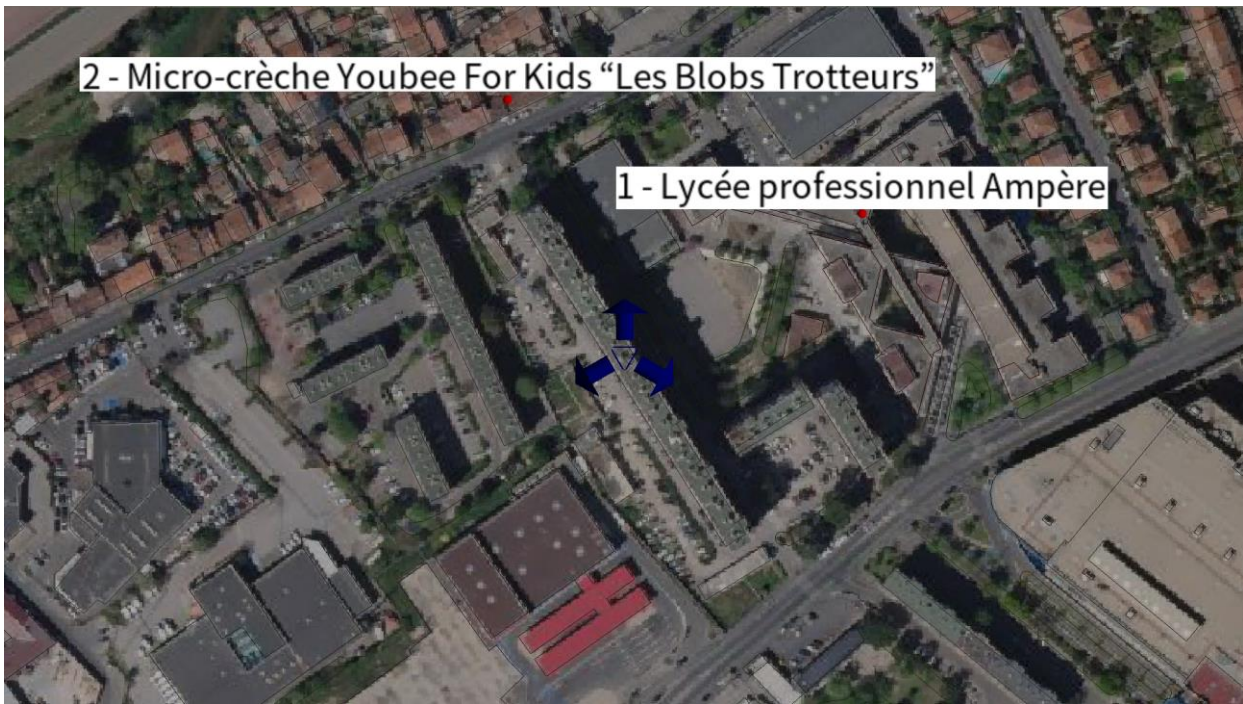 2 - Micro-crèche Youbee For Kids “Les Blobs Trotteurs”
1 - Lycée professionnel Ampère